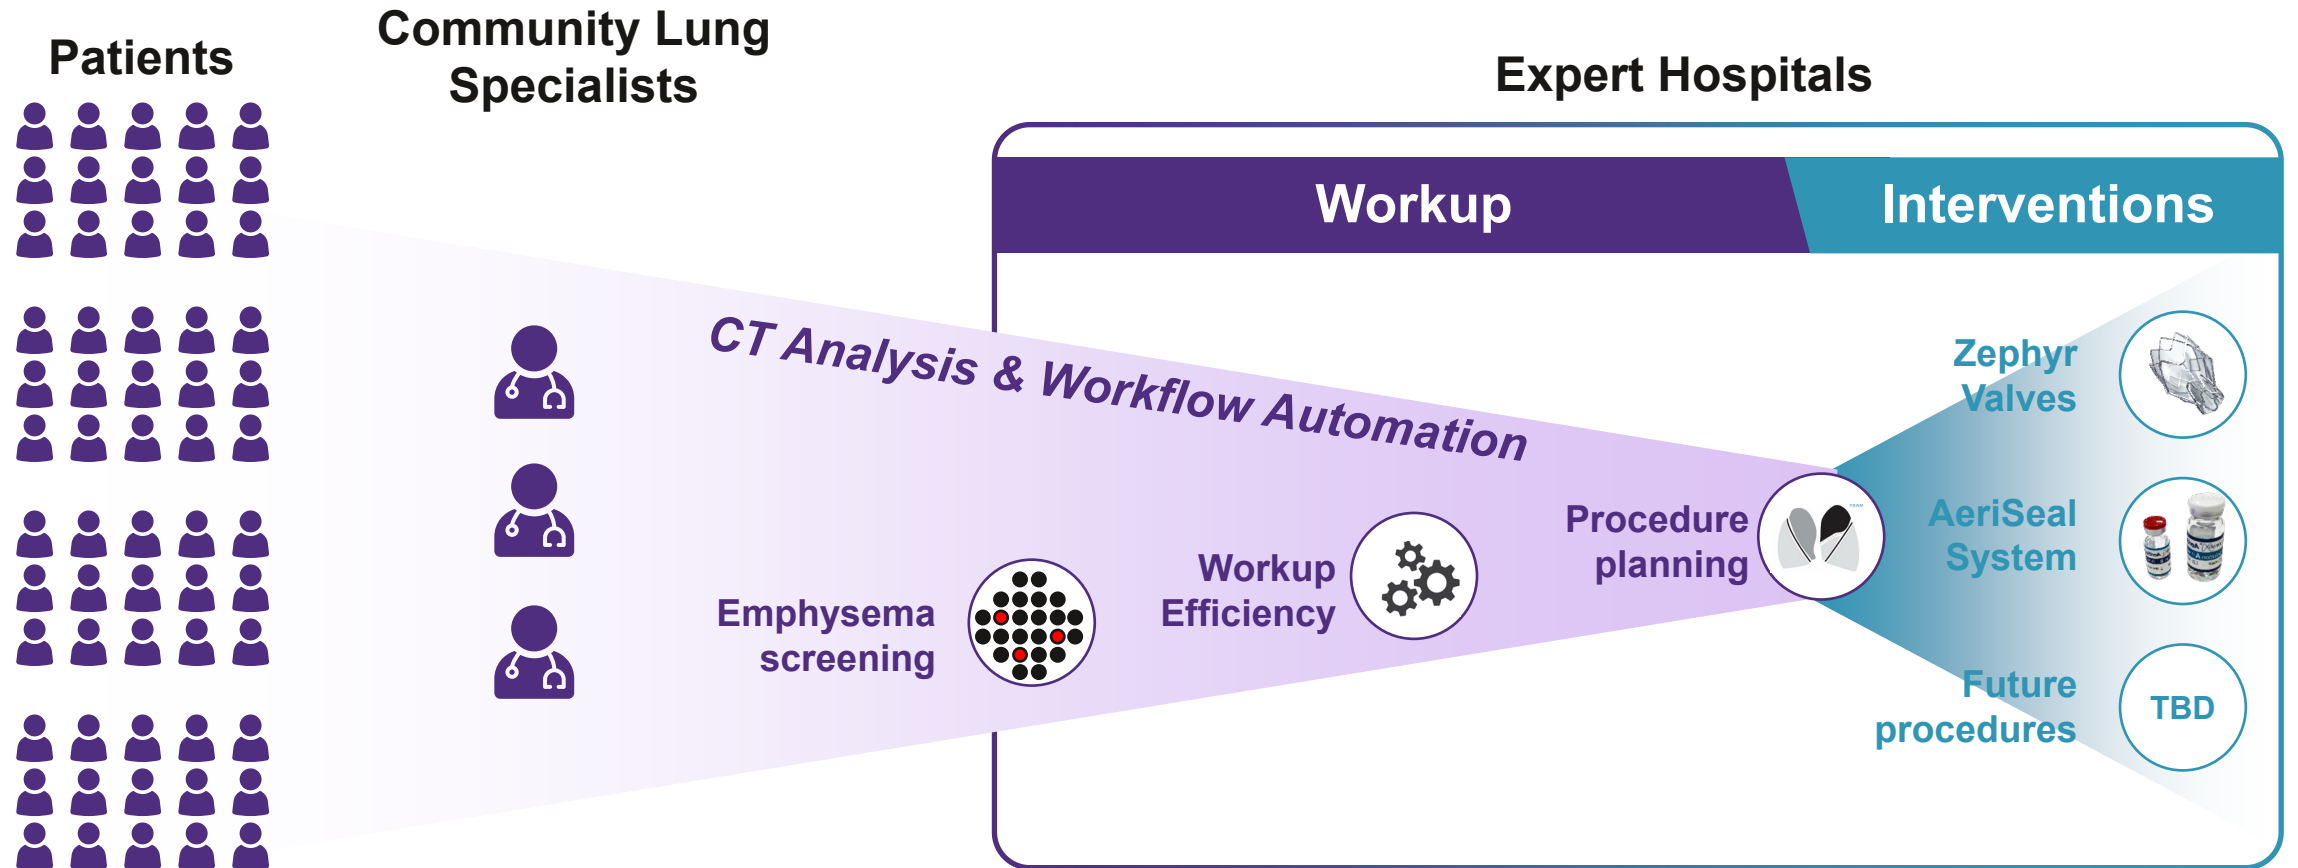 Patients
Community Lung
Specialists
Expert Hospitals
Workup
Interventions
CT Analysis & Workflow Automation
Emphysema
screening
Workup
Efficiency
Procedure
planning
Zephyr
Valves
AeriSeal
System
Future
procedures
TBD